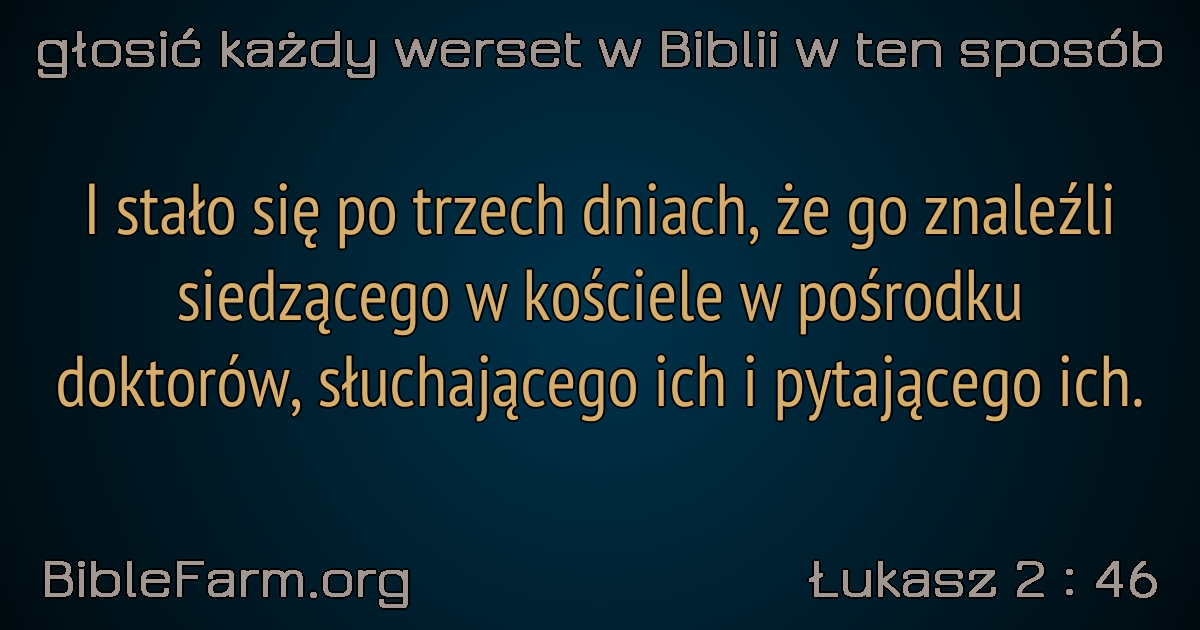 głosić każdy werset w Biblii w ten sposób
I stało się po trzech dniach, że go znaleźli
siedzącego w kościele w pośrodku
doktorów, słuchającego ich i pytającego ich.
BibleFarm.org
Łukasz 2 : 46